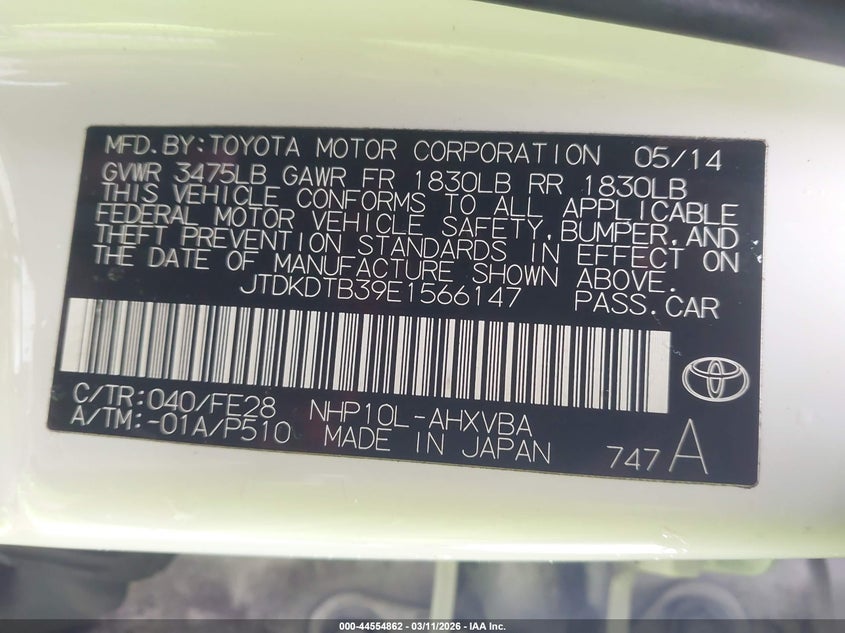 MFD.BY:TOYOTA MOTOR CORPORATION 05/14
GVWR 3475LB GAWR FR 1830LB RR 1830LB
THIS VEHICLE CONFORMS TO ALL APPLICABLE
FEDERAL MOTOR VEHICLE SAFETY,BUMPER,AND
THEFT PREVENTION STANDARDS IN EFFECT ON
THE DATE OF MANUFACTURE SHOWN ABOVE.
JTDKDTB39E1566147 PASS.CAR
C/TR:040/FE28 NHP10L-AHXVBA
A/TM:-01A/P510 MADE IN JAPAN 747A
000-44554862 - 03/11/2026 - IAA Inc.